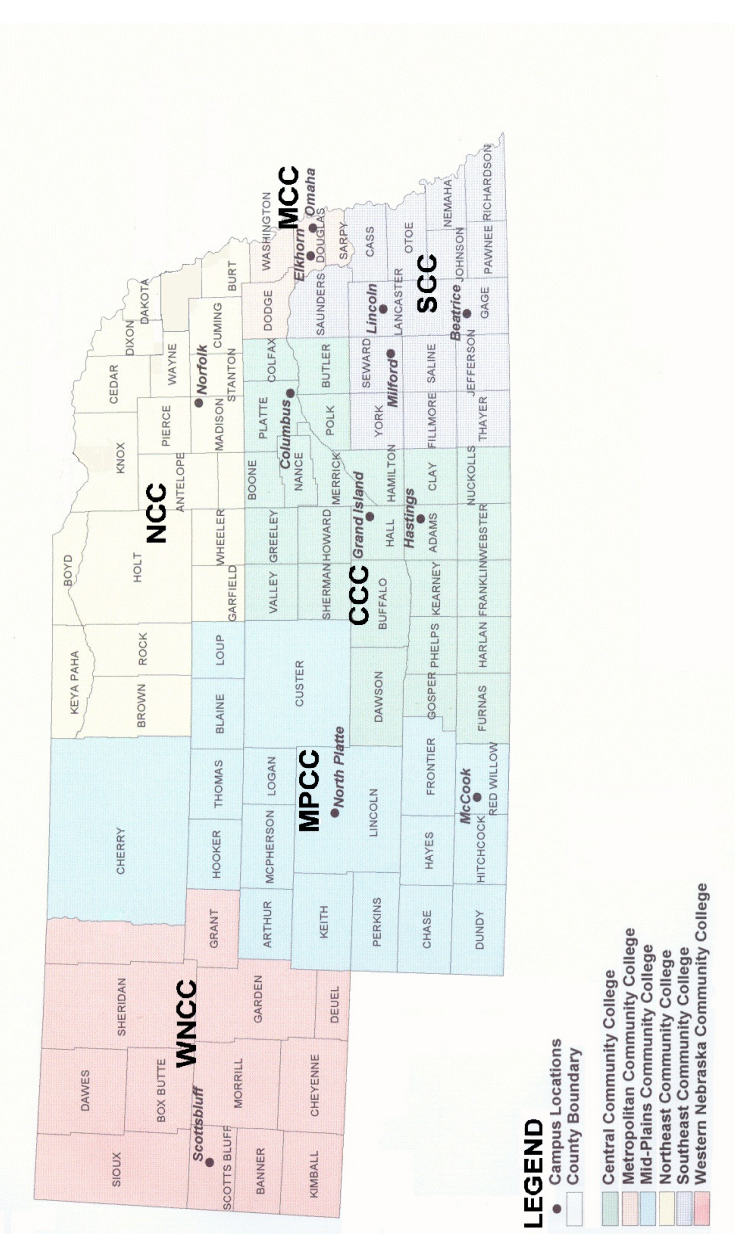 SIOUX
DAWES
BOX BUTTE
SHERIDAN
CHERRY
KEYA PAHA
BOYD
BROWN
ROCK
HOLT
KNOX
CEDAR
DIXON
DAKOTA
NCC
ANTELOPE
PIERCE
WAYNE
WNCC
Scottsbluff
SCOTTS BLUFF
BANNER
KIMBALL
MORRILL
CHEYENNE
GARDEN
DEUEL
GRANT
HOOKER
THOMAS
BLAINE
LOUP
GARFIELD
WHEELER
MADISON
Norfolk
STANTON
CUMING
BURT
ARTHUR
MCPHERSON
LOGAN
CUSTER
VALLEY
GREELEY
BOONE
PLATTE
COLFAX
DODGE
WASHINGTON
Columbus
NANCE
MCC
Elkhorn
Omaha
DOUGLAS
SARPY
KEITH
MPCC
North Platte
LINCOLN
PERKINS
SHERMAN
HOWARD
MERRICK
POLK
BUTLER
SAUNDERS
CCC
Grand Island
DAWSON
BUFFALO
HALL
HAMILTON
YORK
SEWARD
Milford
Lincoln
LANCASTER
CASS
OTOE
SCC
CHASE
HAYES
FRONTIER
GOSPER
PHELPS
KEARNEY
Hastings
ADAMS
CLAY
FILLMORE
SALINE
Beatrice
JOHNSON
NEMAHA
DUNDY
HITCHCOCK
McCook
RED WILLOW
FURNAS
HARLAN
FRANKLIN
WEBSTER
NUCKOLLS
THAYER
JEFFERSON
GAGE
PAWNEE
RICHARDSON
LEGEND
Campus Locations
County Boundary
Central Community College
Metropolitan Community College
Mid-Plains Community College
Northeast Community College
Southeast Community College
Western Nebraska Community College